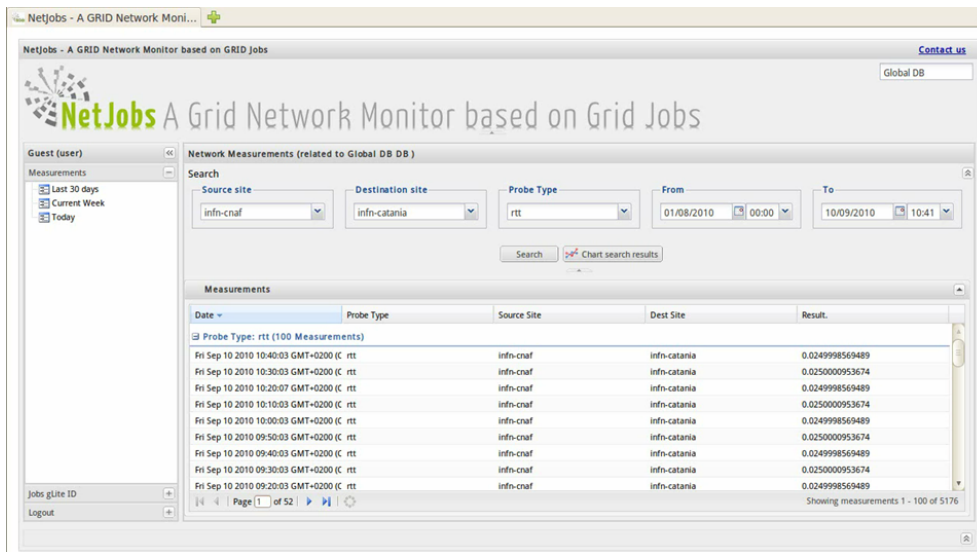 NetJobs - A GRID Network Moni...
NetJobs - A GRID Network Monitor based on GRID Jobs
Contact us
Global DB
NetJobs A Grid Network Monitor based on Grid Jobs
Guest (user)
Network Measurements (related to Global DB DB )
Measurements
Search
Last 30 days
Current Week
Today
Source site
Destination site
Probe Type
From
To
infn-cnaf
infn-catania
rtt
01/08/2010
00:00
10/09/2010
10:41
Search
Chart search results
Measurements
Date Probe Type Source Site Dest Site Result.
Probe Type: rtt (100 Measurements)
Fri Sep 10 2010 10:40:03 GMT+0200 (C rtt infn-cnaf infn-catania 0.0249998569489
Fri Sep 10 2010 10:30:03 GMT+0200 (C rtt infn-cnaf infn-catania 0.0250000953674
Fri Sep 10 2010 10:20:07 GMT+0200 (C rtt infn-cnaf infn-catania 0.0249998569489
Fri Sep 10 2010 10:10:03 GMT+0200 (C rtt infn-cnaf infn-catania 0.0250000953674
Fri Sep 10 2010 10:00:03 GMT+0200 (C rtt infn-cnaf infn-catania 0.0249998569489
Fri Sep 10 2010 09:50:03 GMT+0200 (C rtt infn-cnaf infn-catania 0.0250000953674
Fri Sep 10 2010 09:40:03 GMT+0200 (C rtt infn-cnaf infn-catania 0.0249998569489
Fri Sep 10 2010 09:30:03 GMT+0200 (C rtt infn-cnaf infn-catania 0.0250000953674
Fri Sep 10 2010 09:20:03 GMT+0200 (C rtt infn-cnaf infn-catania 0.0249998569489
Jobs gLite ID
Page 1 of 52
Showing measurements 1 - 100 of 5176
Logout